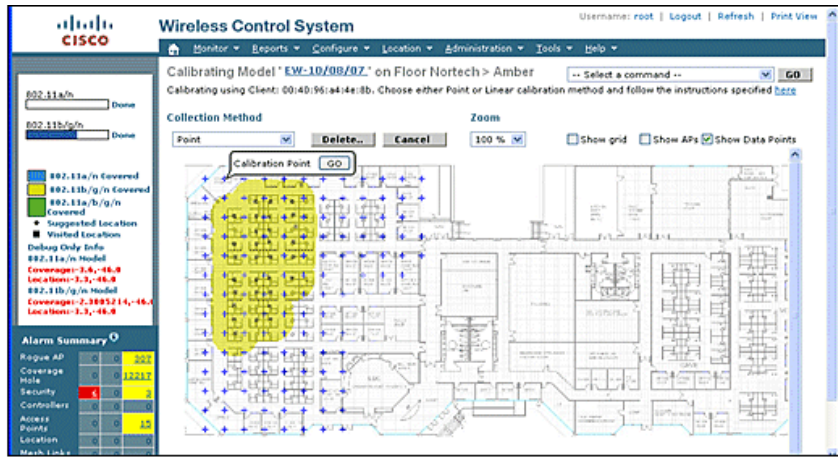 Username: root | Logout | Refresh | Print View
CISCO
Wireless Control System
Monitor Reports Configure Location Administration Tools Help
Calibrating Model ' EW-10/08/07 ' on Floor Nortech > Amber
-- Select a command --
GO
Calibrating using Client: 00:40:96:a4:4e:8b. Choose either Point or Linear calibration method and follow the instructions specified here
Collection Method
Zoom
Point
Delete..
Cancel
100 %
Show grid
Show APs
Show Data Points
Calibration Point GO
802.11a/n
Done
802.11b/g/n
Done
802.11a/n Covered
802.11b/g/n Covered
802.11a/b/g/n
Covered
Suggested Location
Visited Location
Debug Only Info
802.11a/n Model
Coverage:-3.6,-46.0
Location:-3.3,-46.0
802.11b/g/n Model
Coverage:-2.3005214,-46.0
Location:-3.3,-46.0
Alarm Summary
Rogue AP 0 0 307
Coverage
Hole 0 0 12217
Security 0
Controllers 0 0 0
Access
Points 0 0 15
Location 0 0 0
Mesh Links